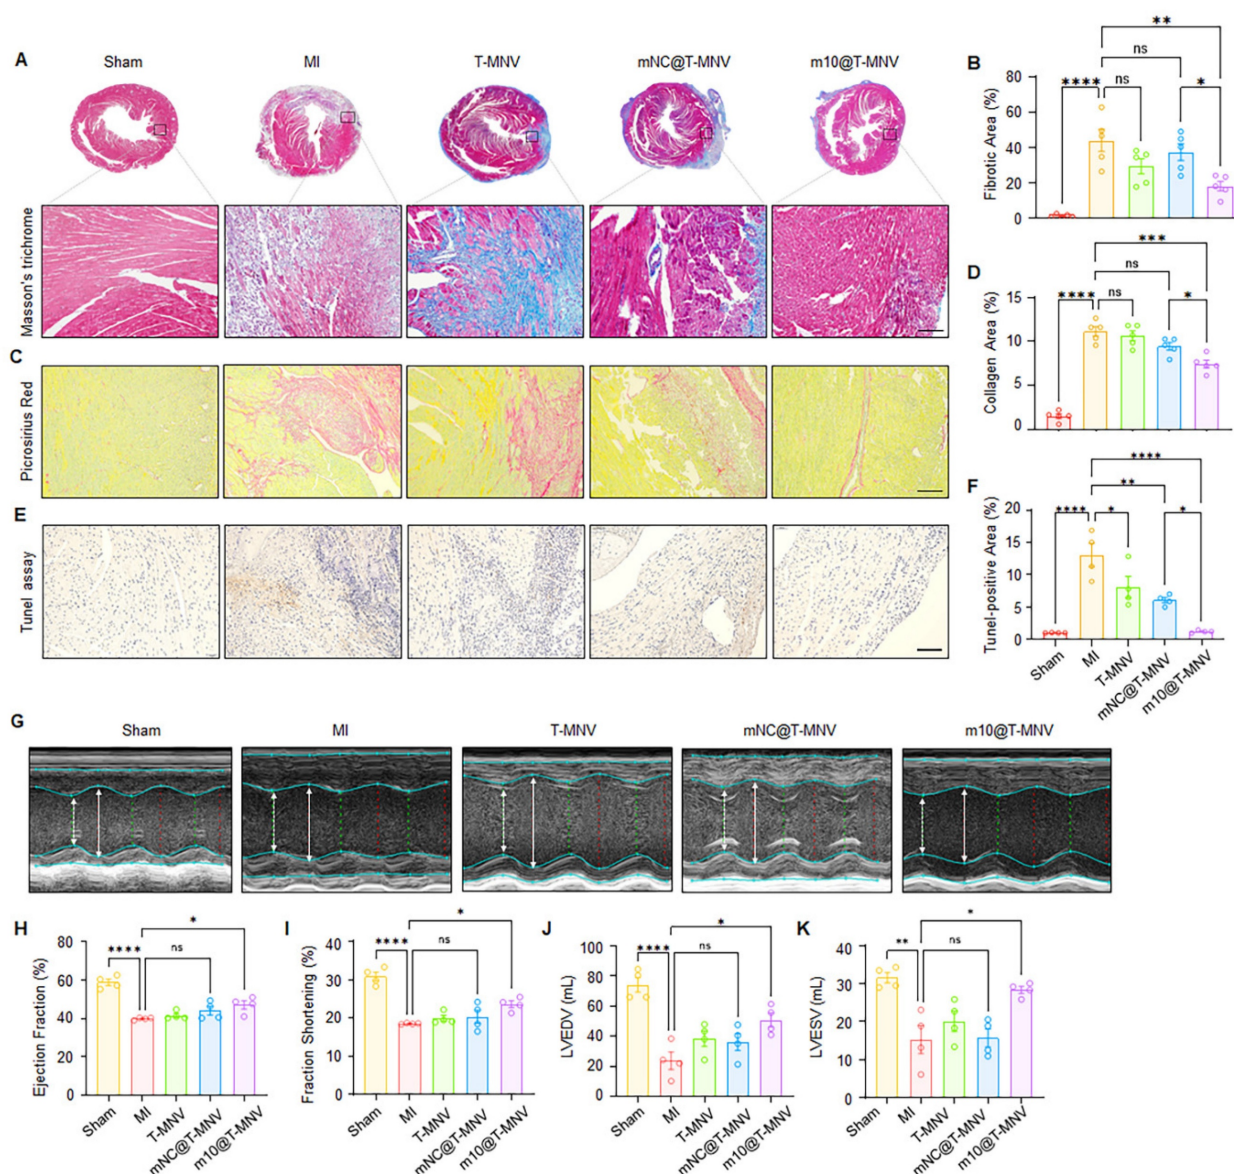 A
Sham
MI
T-MNV
mNC@T-MNV
m10@T-MNV
Masson's trichrome
B
Fibrotic Area (%)
80
60
40
20
0
**
ns
**** ns *
C
Picrosirius Red
D
Collagen Area (%)
15
10
5
0
***
ns
**** ns *
E
Tunel assay
F
Tunel-positive Area (%)
20
15
10
5
0
****
**
**** * *
Sham
MI
T-MNV
mNC@T-MNV
m10@T-MNV
G
Sham
MI
T-MNV
mNC@T-MNV
m10@T-MNV
H
Ejection Fraction (%)
80
60
40
20
0
*
**** ns
Sham
MI
T-MNV
mNC@T-MNV
m10@T-MNV
I
Fraction Shortening (%)
40
30
20
10
0
*
**** ns
Sham
MI
T-MNV
mNC@T-MNV
m10@T-MNV
J
LVEDV (mL)
100
80
60
40
20
0
*
**** ns
Sham
MI
T-MNV
mNC@T-MNV
m10@T-MNV
K
LVESV (mL)
40
30
20
10
0
*
** ns
Sham
MI
T-MNV
mNC@T-MNV
m10@T-MNV